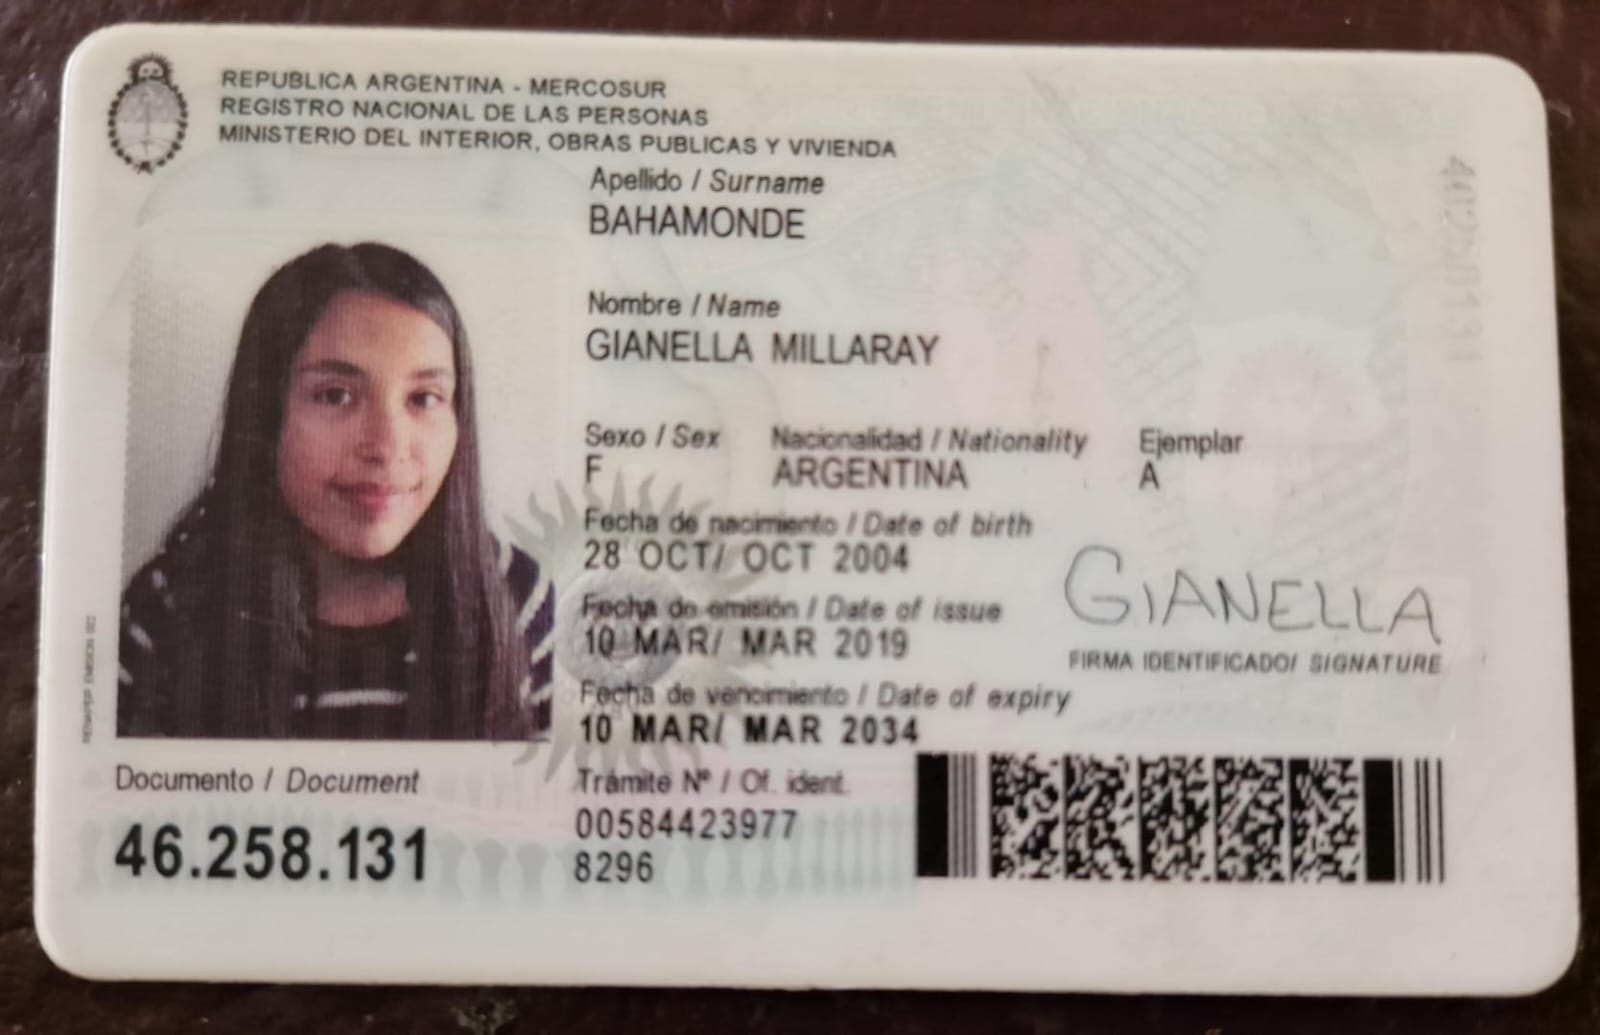 REPUBLICA ARGENTINA - MERCOSUR
REGISTRO NACIONAL DE LAS PERSONAS
MINISTERIO DEL INTERIOR, OBRAS PUBLICAS Y VIVIENDA
Apellido / Surname
BAHAMONDE
Nombre / Name
GIANELLA MILLARAY
Sexo / Sex Nacionalidad / Nationality Ejemplar
F ARGENTINA A
Fecha de nacimiento / Date of birth
28 OCT/ OCT 2004
Fecha de emisión / Date of issue
10 MAR/ MAR 2019
GIANELLA
FIRMA IDENTIFICADO/ SIGNATURE
Fecha de vencimiento / Date of expiry
10 MAR/ MAR 2034
Documento / Document
46.258.131
Trámite Nº / Of. ident.
00584423977
8296